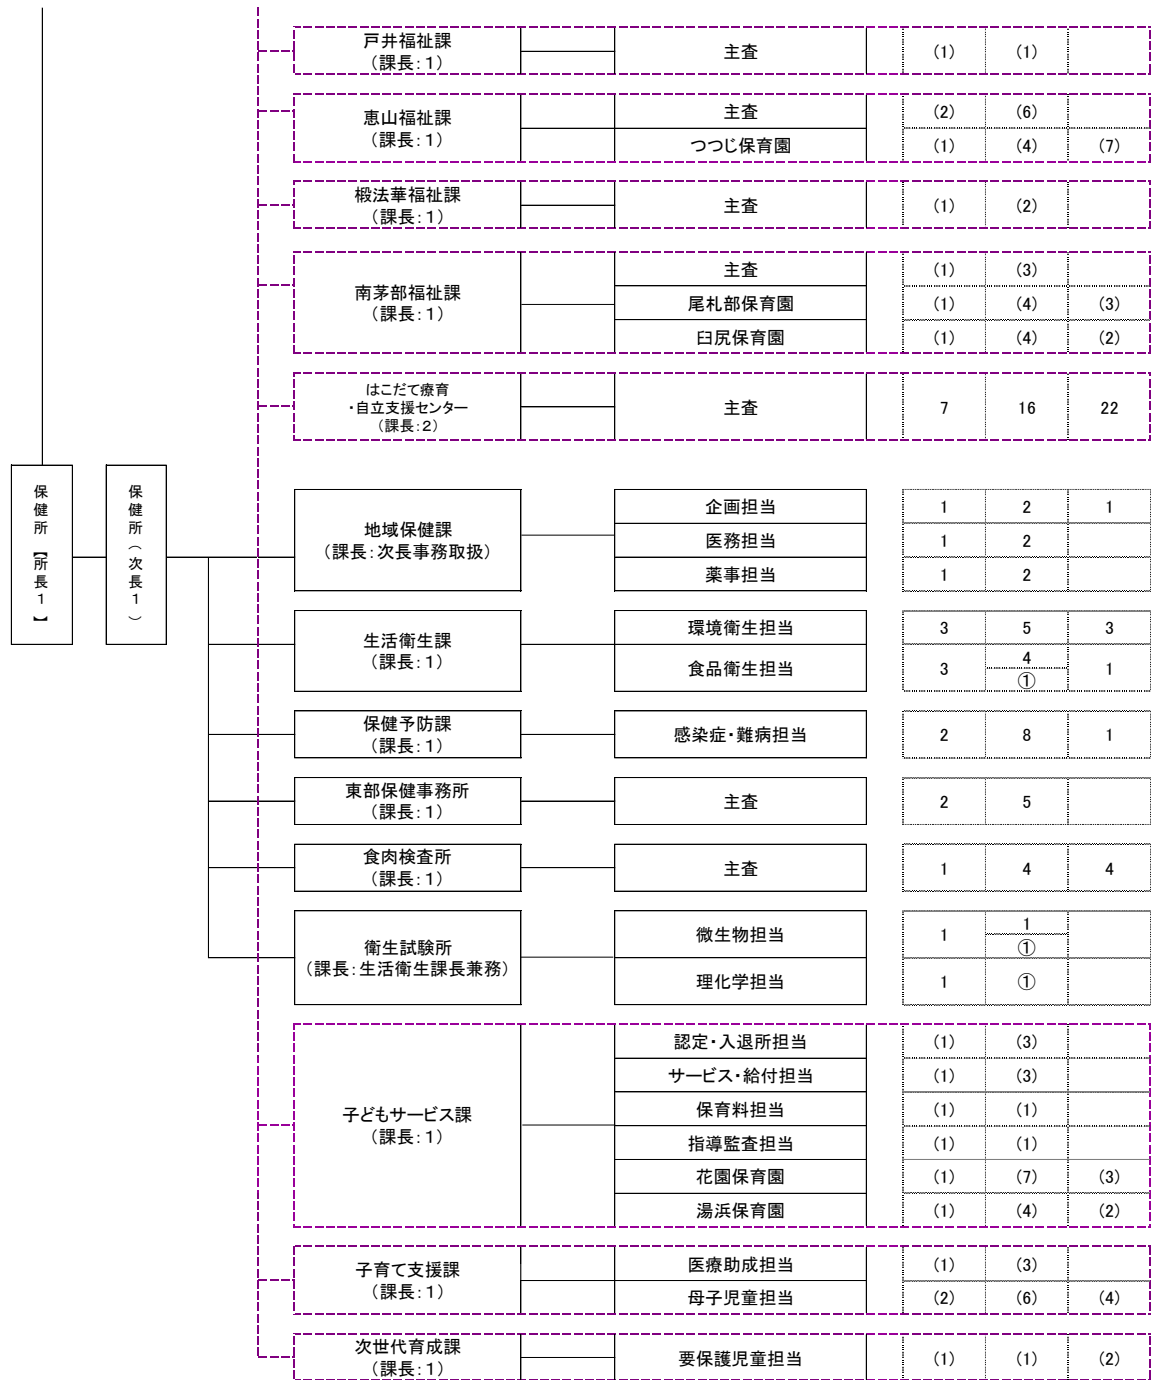 戸井福祉課
（課長：１）
主査
(1) (1)
恵山福祉課
（課長：１）
主査
(2) (6)
つつじ保育園
(1) (4) (7)
椴法華福祉課
（課長：１）
主査
(1) (2)
南茅部福祉課
（課長：１）
主査
(1) (3)
尾札部保育園
(1) (4) (3)
臼尻保育園
(1) (4) (2)
はこだて療育
・自立支援センター
（課長：２）
主査
7 16 22
保健所【所長１】
保健所（次長１）
地域保健課
（課長：次長事務取扱）
企画担当
1 2 1
医務担当
1 2
薬事担当
1 2
生活衛生課
（課長：１）
環境衛生担当
3 5 3
食品衛生担当
3 4 ① 1
保健予防課
（課長：１）
感染症・難病担当
2 8 1
東部保健事務所
（課長：１）
主査
2 5
食肉検査所
（課長：１）
主査
1 4 4
衛生試験所
（課長：生活衛生課長兼務）
微生物担当
1 1 ①
理化学担当
1 ①
子どもサービス課
（課長：１）
認定・入退所担当
(1) (3)
サービス・給付担当
(1) (3)
保育料担当
(1) (1)
指導監査担当
(1) (1)
花園保育園
(1) (7) (3)
湯浜保育園
(1) (4) (2)
子育て支援課
（課長：１）
医療助成担当
(1) (3)
母子児童担当
(2) (6) (4)
次世代育成課
（課長：１）
要保護児童担当
(1) (1) (2)